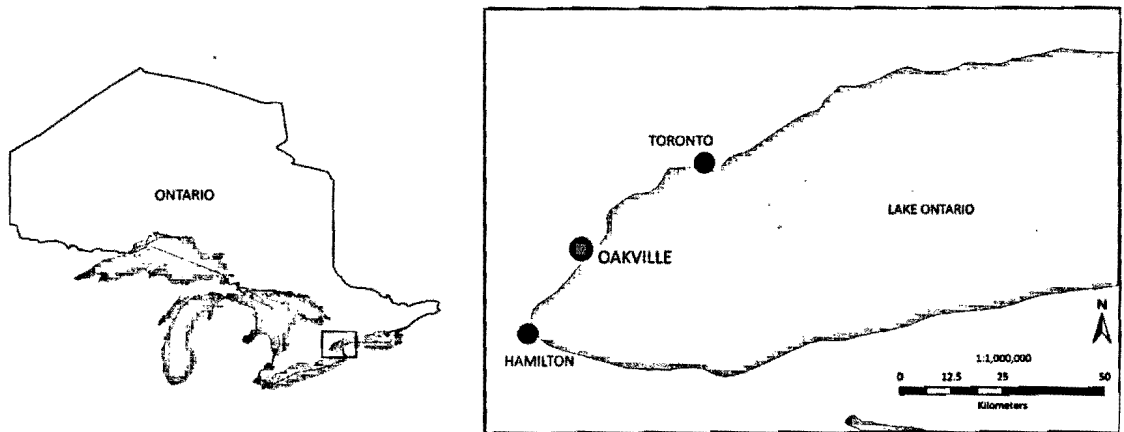 ONTARIO
TORONTO
LAKE ONTARIO
OAKVILLE
HAMILTON
N
1:1,000,000
0 12.5 25 50
Kilometers